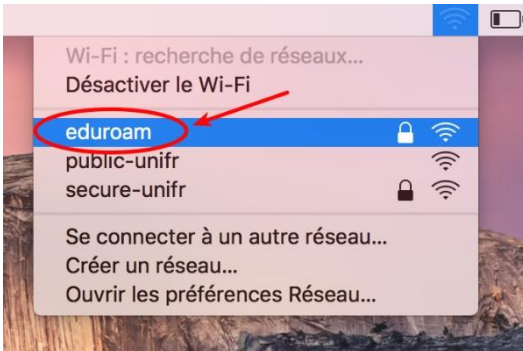 Wi-Fi : recherche de réseaux...
Désactiver le Wi-Fi
eduroam
public-unifr
secure-unifr
Se connecter à un autre réseau...
Créer un réseau...
Ouvrir les préférences Réseau...